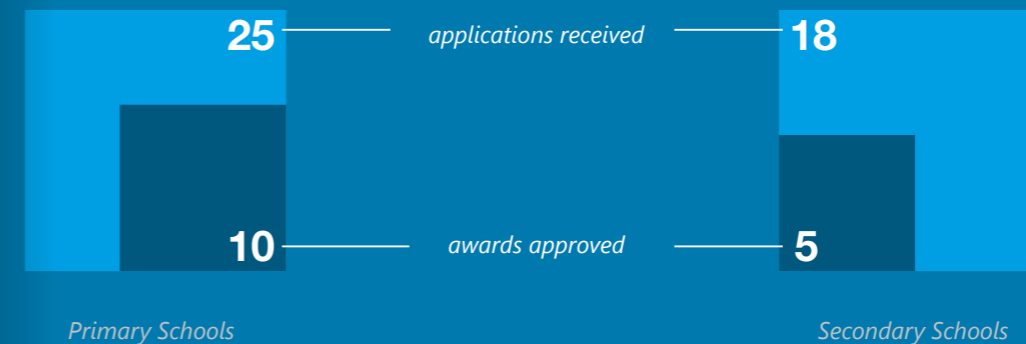 25 applications received 18
10 awards approved 5
Primary Schools Secondary Schools